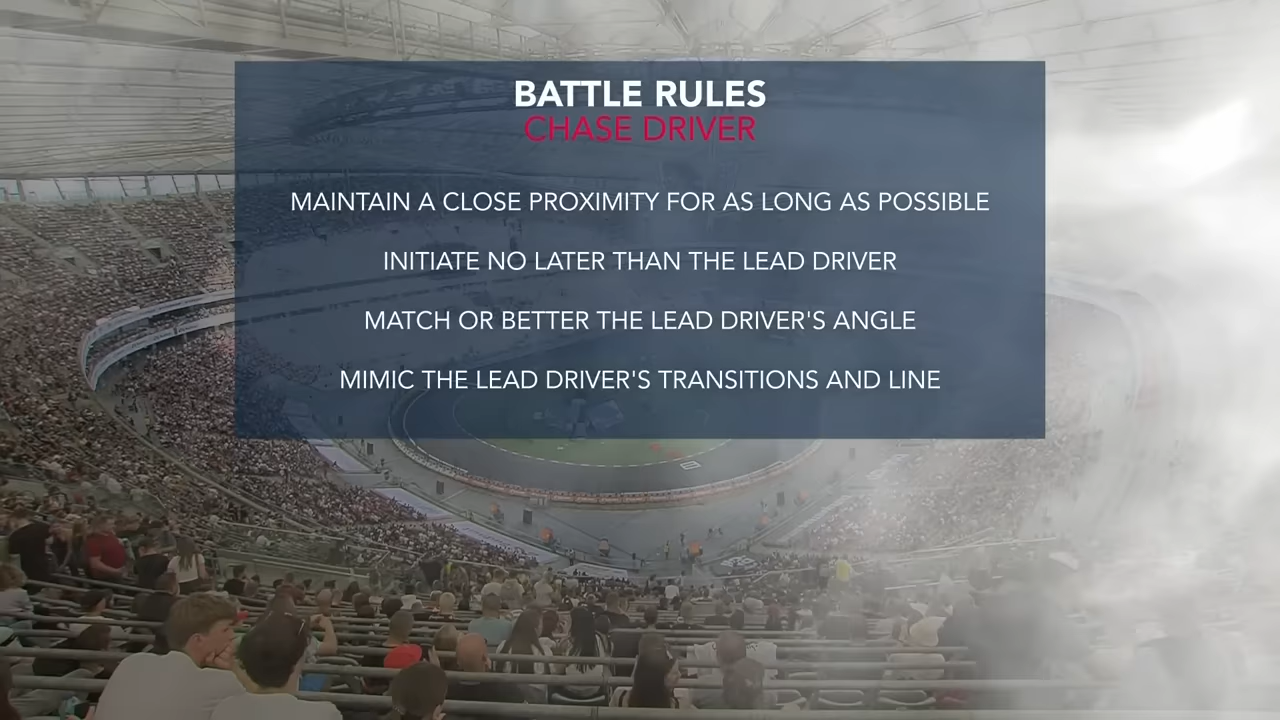 BATTLE RULES
CHASE DRIVER
MAINTAIN A CLOSE PROXIMITY FOR AS LONG AS POSSIBLE
INITIATE NO LATER THAN THE LEAD DRIVER
MATCH OR BETTER THE LEAD DRIVER'S ANGLE
MIMIC THE LEAD DRIVER'S TRANSITIONS AND LINE